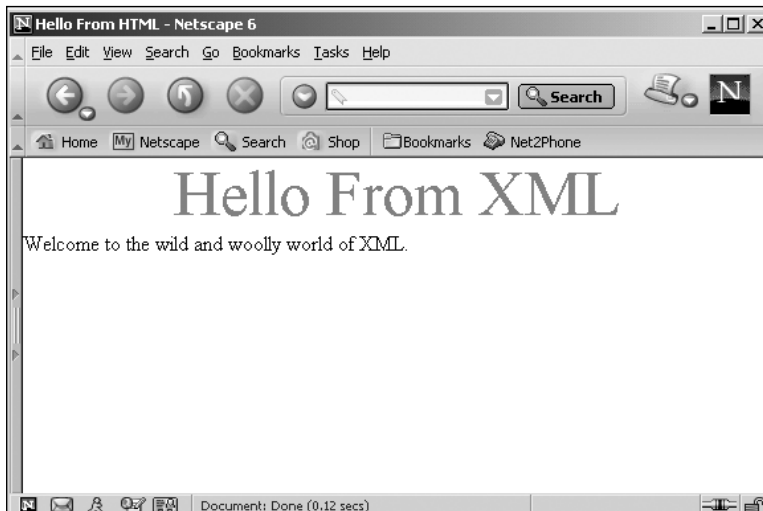 N Hello From HTML - Netscape 6
File Edit View Search Go Bookmarks Tasks Help
Search N
Home My Netscape Search Shop Bookmarks Net2Phone
Hello From XML
Welcome to the wild and woolly world of XML.
N Document: Done (0.12 secs)